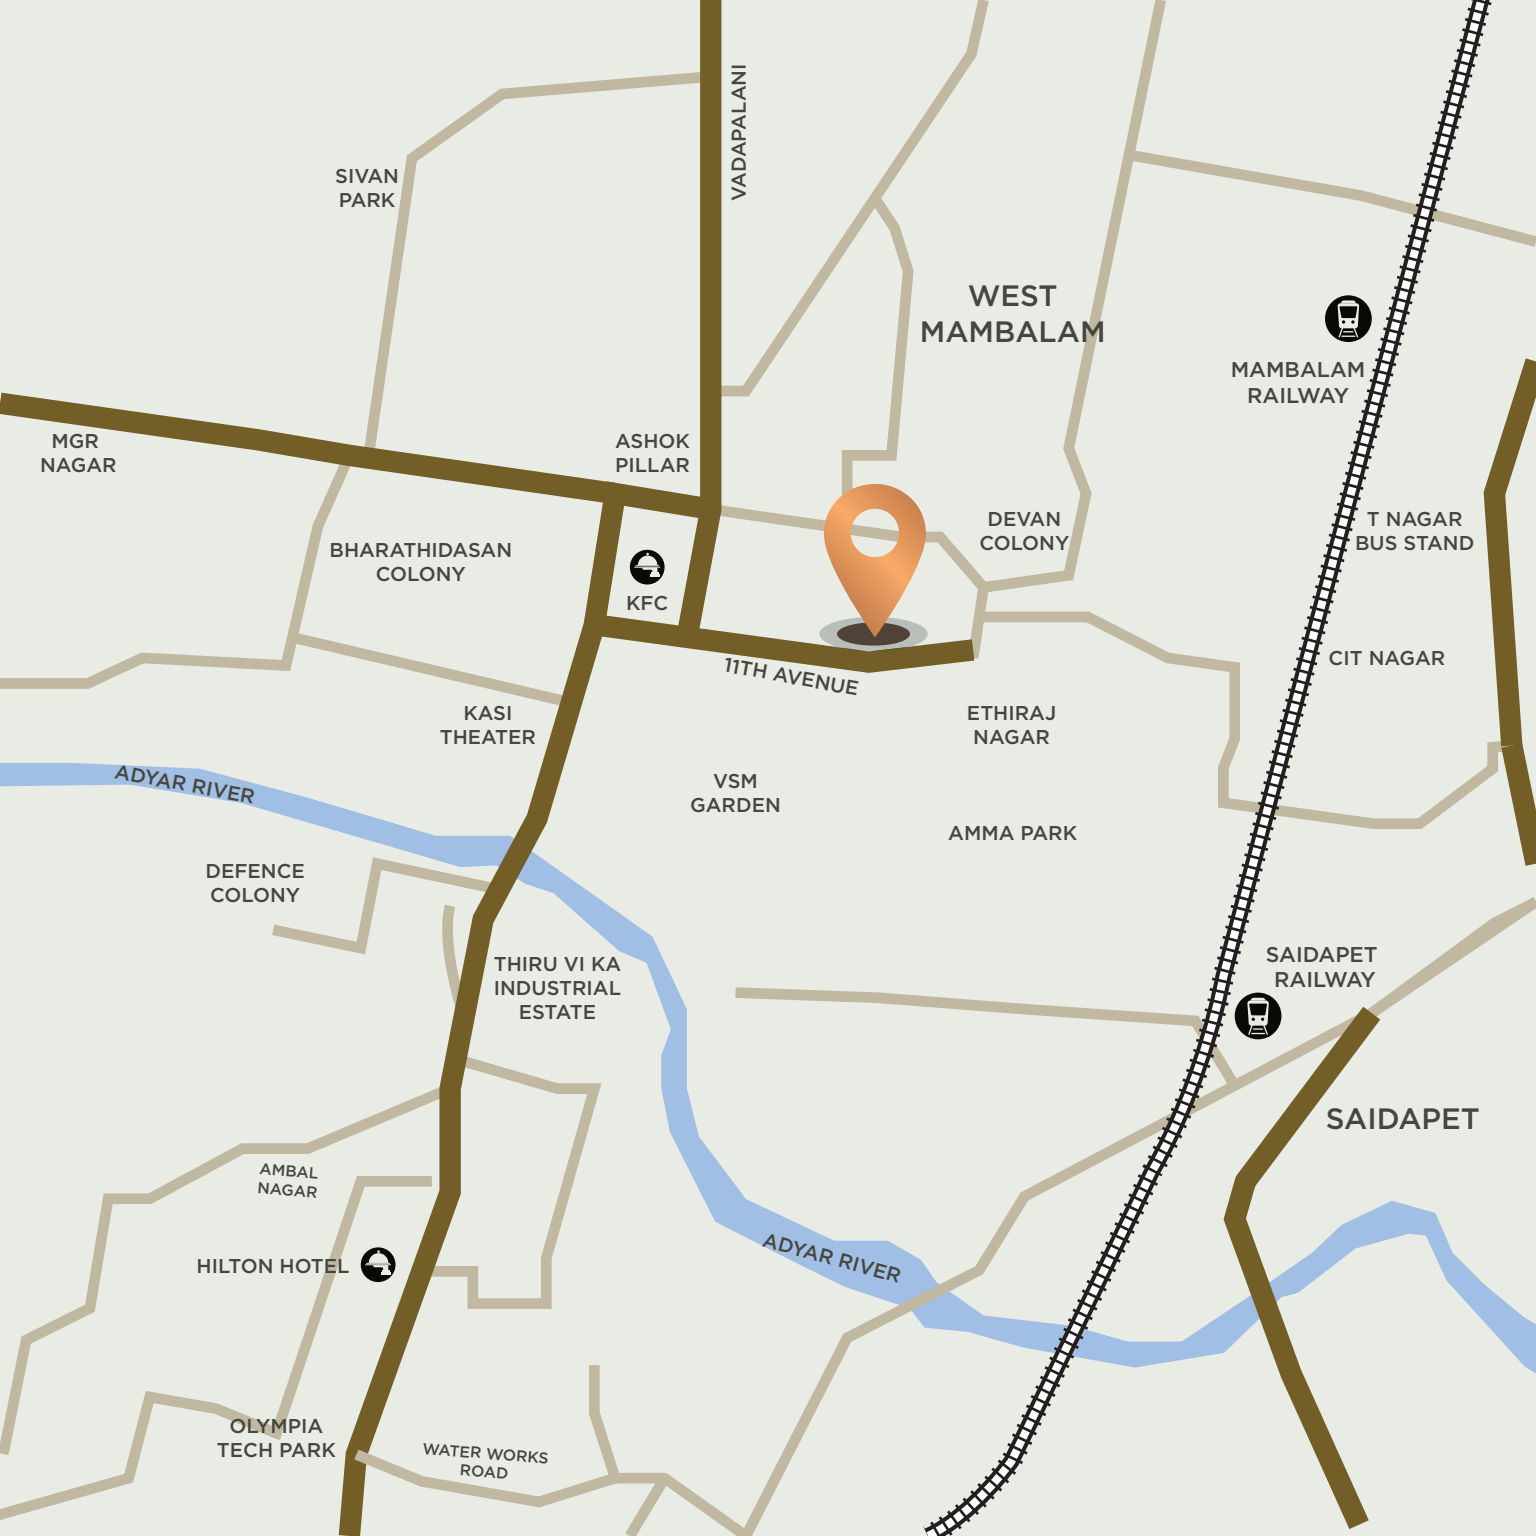 VADAPALANI
SIVAN
PARK
WEST
MAMBALAM
MAMBALAM
RAILWAY
MGR
NAGAR
ASHOK
PILLAR
DEVAN
COLONY
T NAGAR
BUS STAND
BHARATHIDASAN
COLONY
KFC
11TH AVENUE
CIT NAGAR
KASI
THEATER
ETHIRAJ
NAGAR
ADYAR RIVER
VSM
GARDEN
AMMA PARK
DEFENCE
COLONY
THIRU VI KA
INDUSTRIAL
ESTATE
SAIDAPET
RAILWAY
SAIDAPET
AMBAL
NAGAR
HILTON HOTEL
ADYAR RIVER
OLYMPIA
TECH PARK
WATER WORKS
ROAD